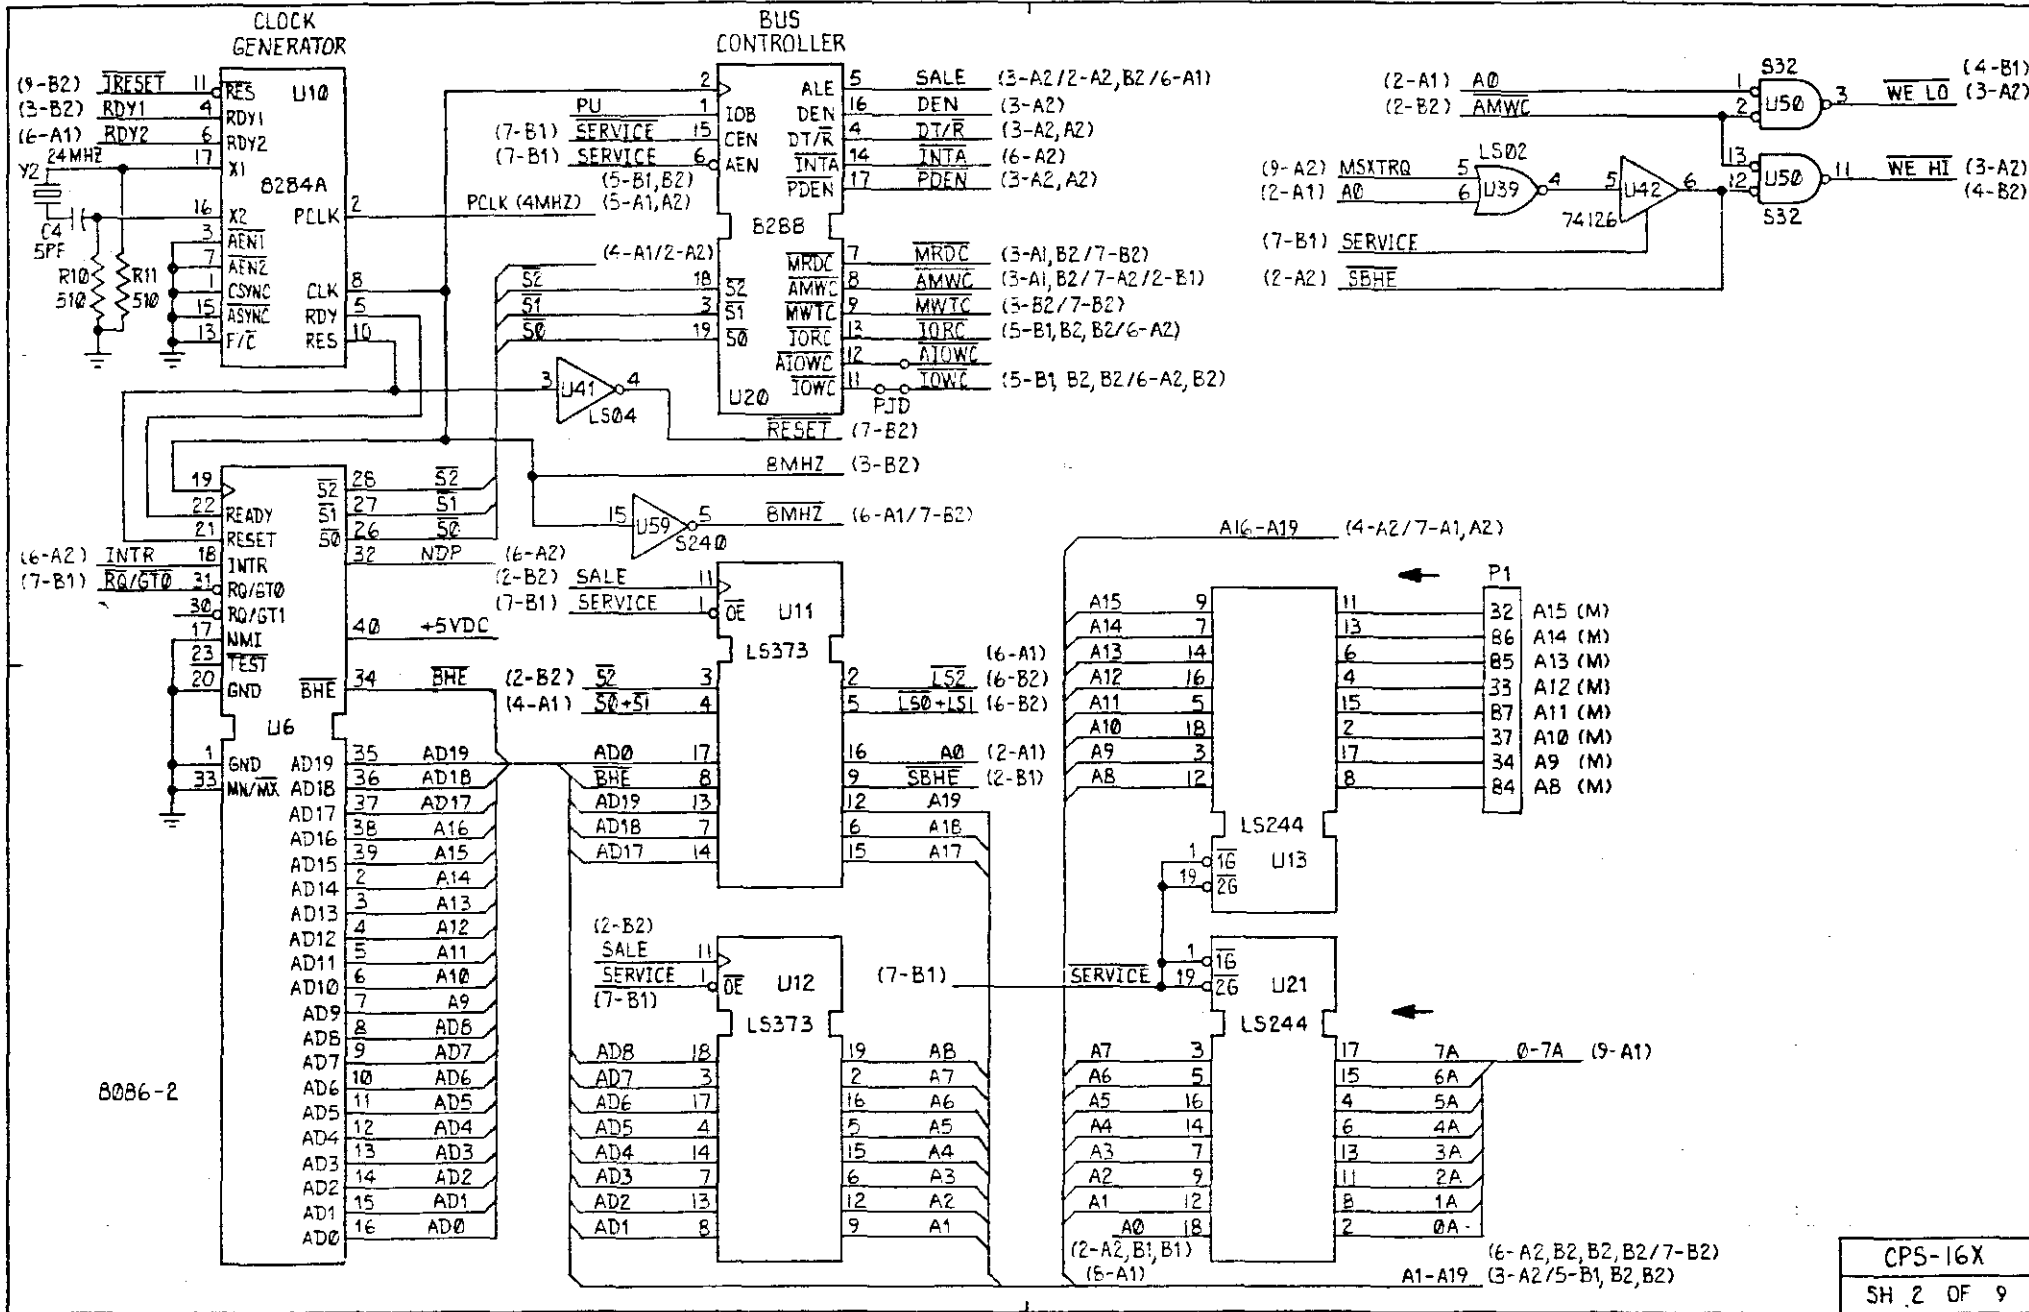 CLOCK
GENERATOR
(9-B2) IRESET 11 RES U10
(3-B2) RDY1 4 RDY1
(6-A1) RDY2 6 RDY2
24MHZ 17 X1
Y2
8284A
16 X2 PCLK 2 PCLK (4MHZ) (5-B1,B2)
(5-A1,A2)
C4
5PF
3 AEN1
7 AEN2
1 CSYNC CLK 8
15 ASYNC RDY 5
13 F/C RES 10
R10
510
R11
510
BUS
CONTROLLER
2 ALE 5 SALE (3-A2/2-A2,B2/6-A1)
PU 1 IOB DEN 16 DEN (3-A2)
(7-B1) SERVICE 15 CEN DT/R 4 DT/R (3-A2,A2)
(7-B1) SERVICE 6 AEN INTA 14 INTA (6-A2)
PDEN 17 PDEN (3-A2,A2)
8288
(4-A1/2-A2) MRDC 7 MRDC (3-A1,B2/7-B2)
S2 18 S2 AMWC 8 AMWC (3-A1,B2/7-A2/2-B1)
S1 3 S1 MWTC 9 MWTC (3-B2/7-B2)
S0 19 S0 IORC 13 IORC (5-B1,B2,B2/6-A2)
AIOWC 12 AIOWC
U20 IOWC 11 IOWC (5-B1,B2,B2/6-A2,B2)
PJD
3 U41 4
LS04
RESET (7-B2)
8MHZ (3-B2)
15 U59 5 8MHZ (6-A1/7-B2)
S240
S32
(2-A1) A0 1
(2-B2) AMWC 2 U50 3 WE LO (4-B1)
(3-A2)
LS02
(9-A2) MSXTRQ 5
(2-A1) A0 6 U39 4 5 U42 6
74126
13
12 U50 11 WE HI (3-A2)
(4-B2)
S32
(7-B1) SERVICE
(2-A2) SBHE
19 S2 28 S2
22 READY S1 27 S1
21 RESET S0 26 S0
(6-A2) INTR 18 INTR 32 NDP (6-A2)
(7-B1) RQ/GT0 31 RQ/GT0
30 RQ/GT1
17 NMI 40 +5VDC
23 TEST
20 GND BHE 34 BHE
U6
1 GND AD19 35 AD19
33 MN/MX AD18 36 AD18
AD17 37 AD17
AD16 38 A16
AD15 39 A15
AD14 2 A14
AD13 3 A13
AD12 4 A12
AD11 5 A11
AD10 6 A10
AD9 7 A9
AD8 8 AD8
AD7 9 AD7
AD6 10 AD6
AD5 11 AD5
AD4 12 AD4
AD3 13 AD3
AD2 14 AD2
AD1 15 AD1
AD0 16 AD0
8086-2
(2-B2) SALE 11 U11
(7-B1) SERVICE 1 OE
LS373
(6-A1)
(2-B2) S2 3 2 LS2 (6-B2)
(4-A1) S0+S1 4 5 LS0+LS1 (6-B2)
AD0 17 16 A0 (2-A1)
BHE 8 9 SBHE (2-B1)
AD19 13 12 A19
AD18 7 6 A18
AD17 14 15 A17
(2-B2)
SALE 11
SERVICE 1 OE U12
(7-B1)
LS373
AD8 18 19 A8
AD7 3 2 A7
AD6 17 16 A6
AD5 4 5 A5
AD4 14 15 A4
AD3 7 6 A3
AD2 13 12 A2
AD1 8 9 A1
A16-A19 (4-A2/7-A1,A2)
P1
A15 9 11 32 A15 (M)
A14 7 13 86 A14 (M)
A13 14 6 85 A13 (M)
A12 16 4 33 A12 (M)
A11 5 15 87 A11 (M)
A10 18 2 37 A10 (M)
A9 3 17 34 A9 (M)
A8 12 8 84 A8 (M)
LS244
1 1G U13
19 2G
(7-B1) SERVICE
1 1G
19 2G U21
LS244
A7 3 17 7A 0-7A (9-A1)
A6 5 15 6A
A5 16 4 5A
A4 14 6 4A
A3 7 13 3A
A2 9 11 2A
A1 12 8 1A
A0 18 2 0A
(2-A2,B1,B1)
(8-A1)
(6-A2,B2,B2,B2/7-B2)
A1-A19 (3-A2/5-B1,B2,B2)
CPS-16X
SH 2 OF 9